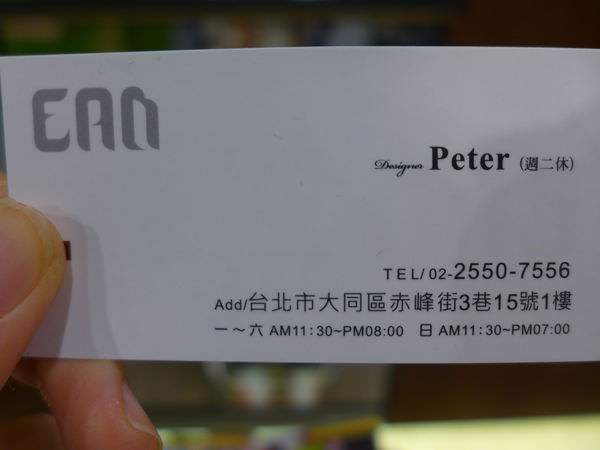 EAN
Designer Peter (週二休)
TEL/02-2550-7556
Add/台北市大同區赤峰街3巷15號1樓
一～六 AM11:30~PM08:00 日 AM11:30~PM07:00